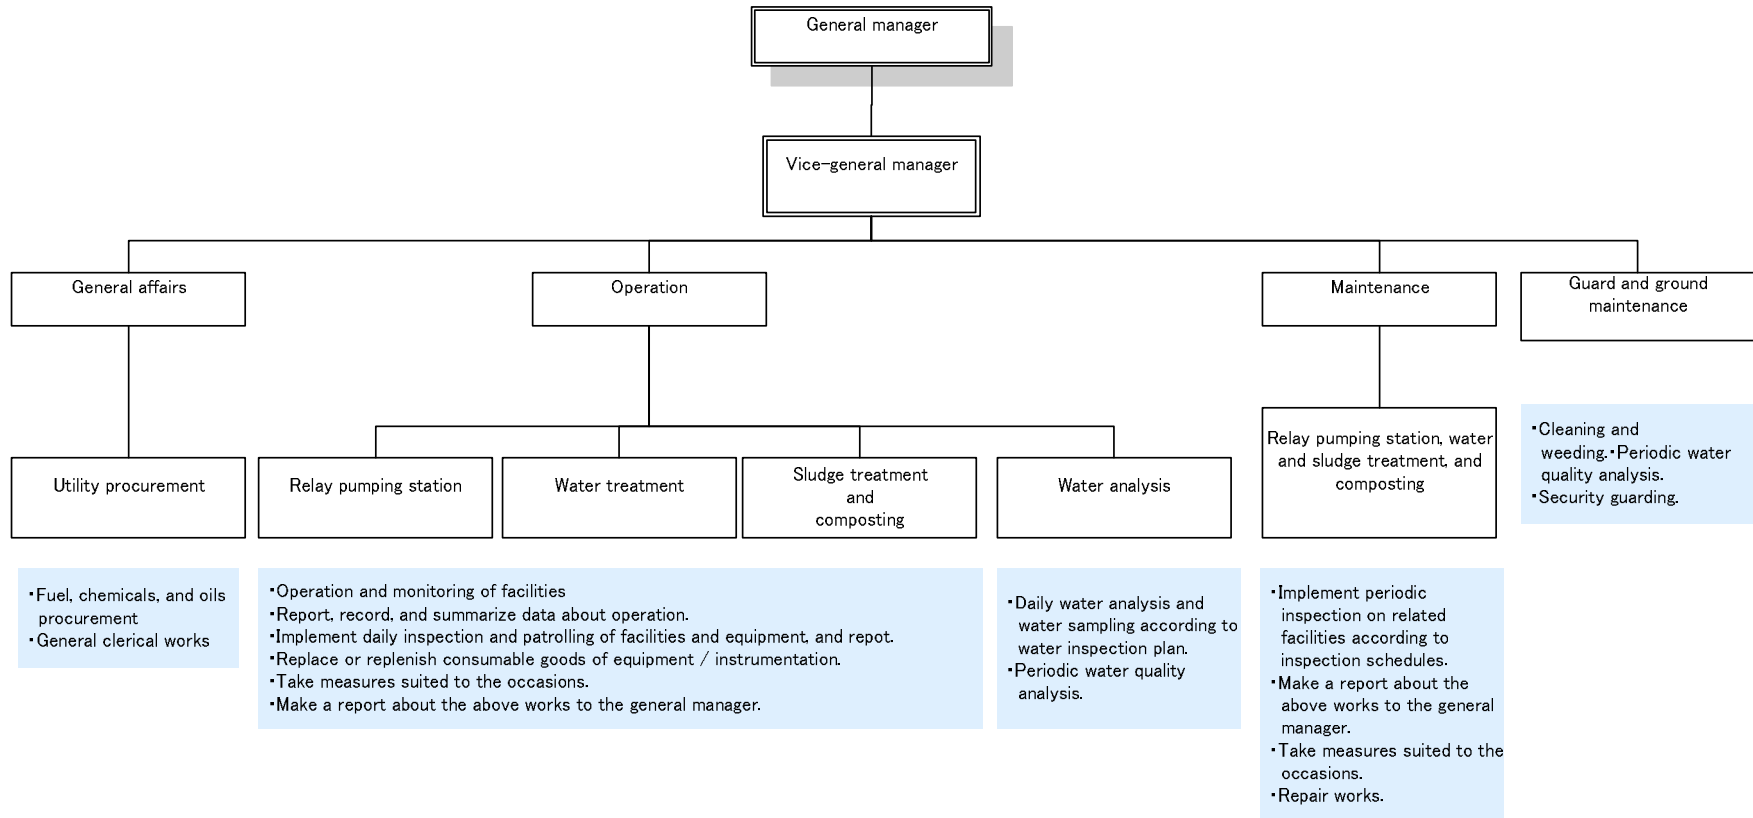 General manager
Vice-general manager
General affairs
Operation
Maintenance
Guard and ground
maintenance
Utility procurement
Relay pumping station
Water treatment
Sludge treatment
and
composting
Water analysis
Relay pumping station, water
and sludge treatment, and
composting
・Cleaning and
weeding.・Periodic water
quality analysis.
・Security guarding.
・Fuel, chemicals, and oils
procurement
・General clerical works
・Operation and monitoring of facilities
・Report, record, and summarize data about operation.
・Implement daily inspection and patrolling of facilities and equipment, and repot.
・Replace or replenish consumable goods of equipment / instrumentation.
・Take measures suited to the occasions.
・Make a report about the above works to the general manager.
・Daily water analysis and
water sampling according to
water inspection plan.
・Periodic water quality
analysis.
・Implement periodic
inspection on related
facilities according to
inspection schedules.
・Make a report about the
above works to the general
manager.
・Take measures suited to the
occasions.
・Repair works.